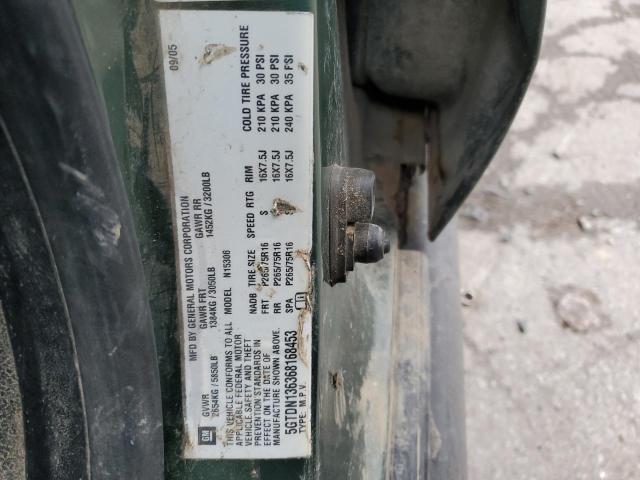 MFD BY GENERAL MOTORS CORPORATION 09/05
GM GVWR GAWR FRT GAWR RR
2654KG / 5850LB 1384KG / 3050LB 1452KG / 3200LB
THIS VEHICLE CONFORMS TO ALL
APPLICABLE FEDERAL MOTOR
VEHICLE SAFETY AND THEFT
PREVENTION STANDARDS IN
EFFECT ON THE DATE OF
MANUFACTURE SHOWN ABOVE.
5GTDN136368168453
TYPE: M.P.V.
MODEL N15306
NADB TIRE SIZE SPEED RTG RIM COLD TIRE PRESSURE
FRT P265/75R16 S 16X7.5J 210 KPA 30 PSI
RR P265/75R16 16X7.5J 210 KPA 30 PSI
SPA P265/75R16 16X7.5J 240 KPA 35 PSI